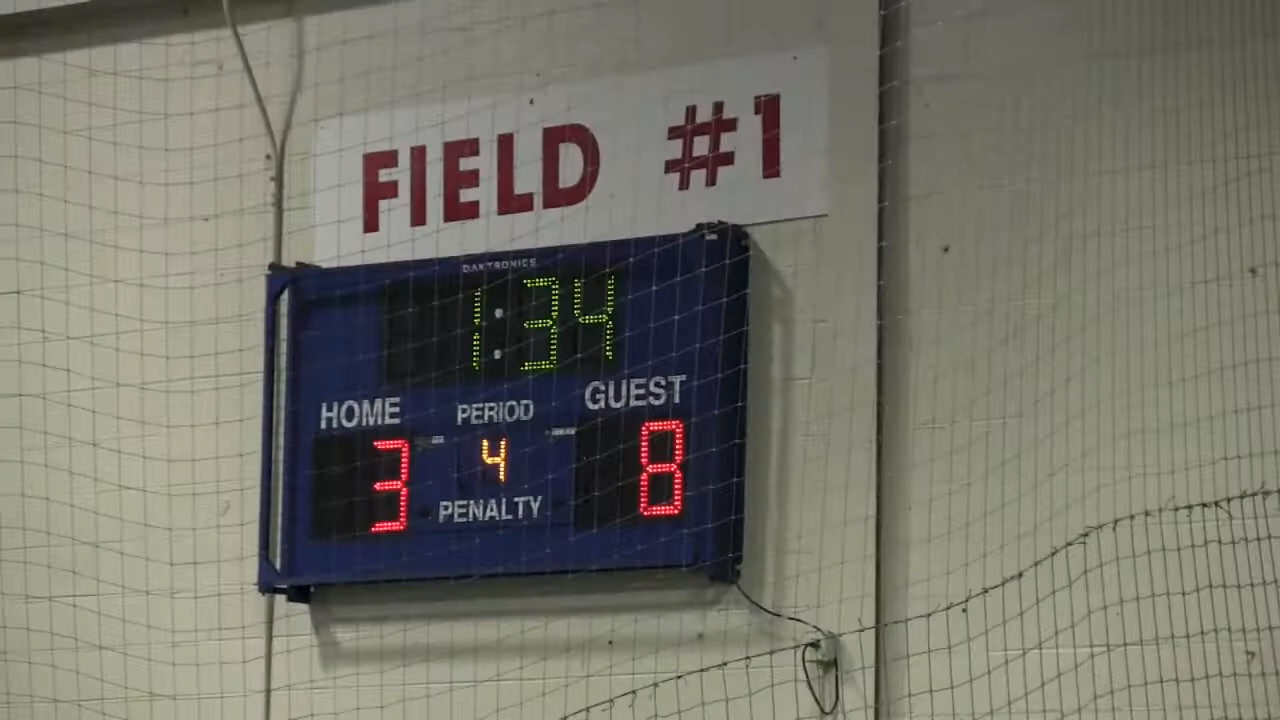 FIELD #1
DAKTRONICS
1:34
HOME PERIOD GUEST
3 4 8
PENALTY